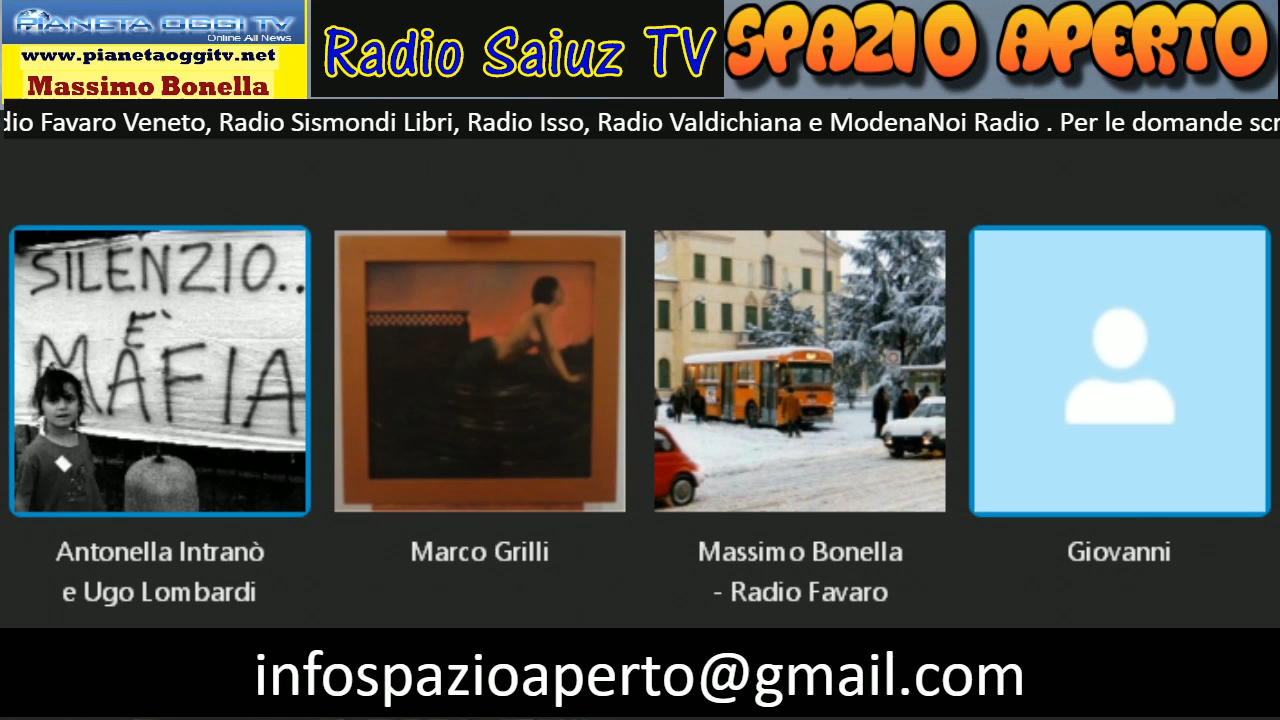 PIANETA OGGI TV
Online All News
www.pianetaoggitv.net
Massimo Bonella
Radio Saiuz TV
SPAZIO APERTO
dio Favaro Veneto, Radio Sismondi Libri, Radio Isso, Radio Valdichiana e ModenaNoi Radio . Per le domande scr
SILENZIO..
E'
MAFIA
Antonella Intranò
e Ugo Lombardi
Marco Grilli
Massimo Bonella
- Radio Favaro
Giovanni
infospazioaperto@gmail.com